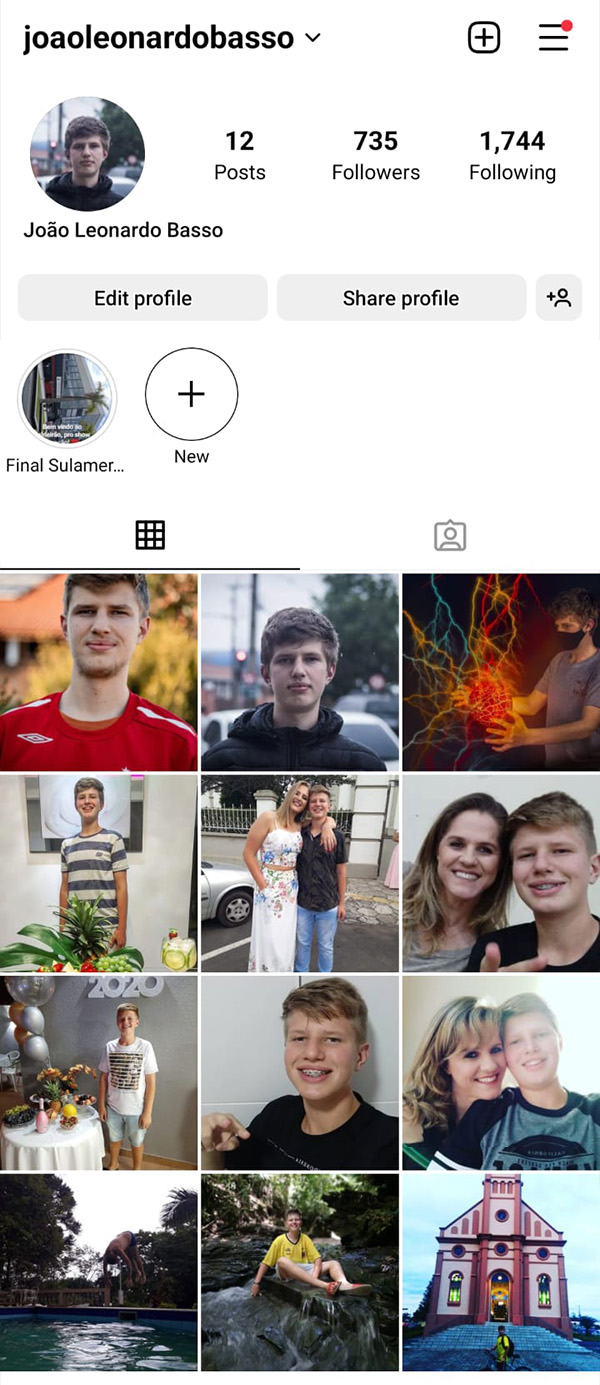 joaoleonardobasso
12 735 1,744
Posts Followers Following
João Leonardo Basso
Edit profile Share profile
Bem vindo ao
pro show
Final Sulamer... New
2020